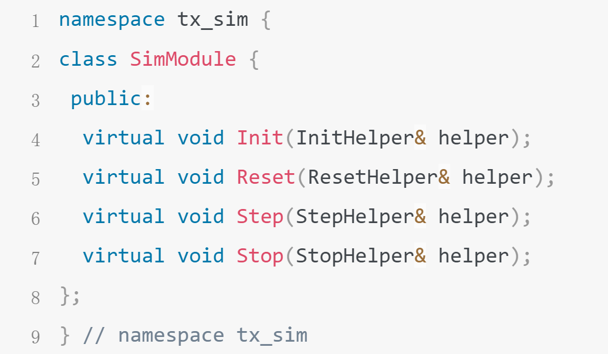 1 namespace tx_sim {
2 class SimModule {
3  public:
4   virtual void Init(InitHelper& helper);
5   virtual void Reset(ResetHelper& helper);
6   virtual void Step(StepHelper& helper);
7   virtual void Stop(StopHelper& helper);
8 };
9 } // namespace tx_sim